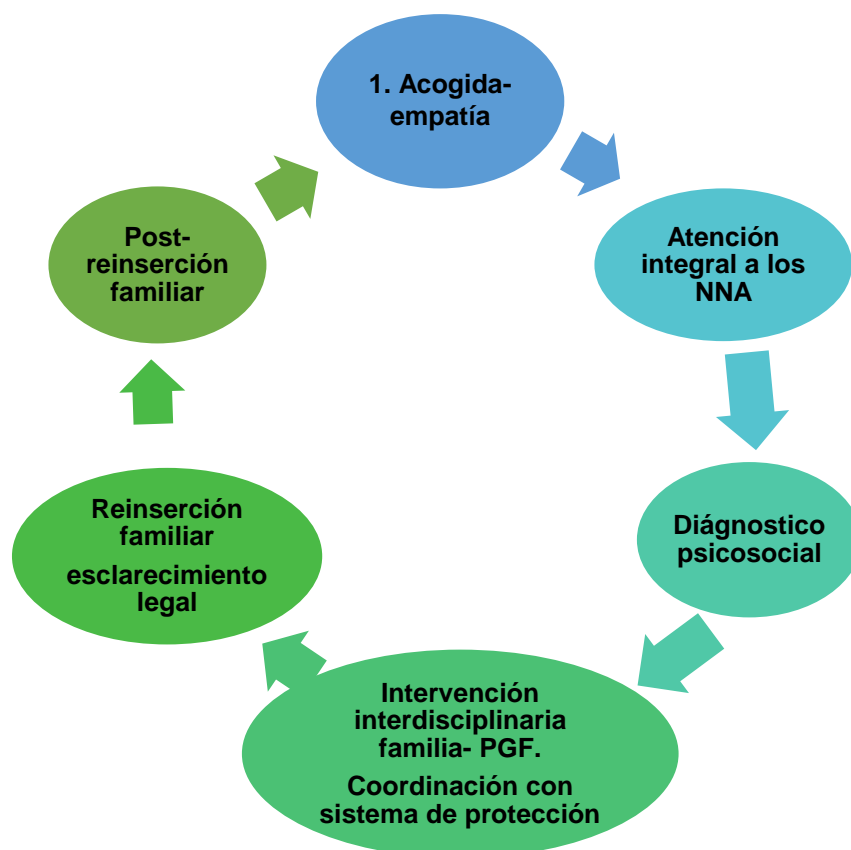 1. Acogida-
empatía
Atención
integral a los
NNA
Diágnostico
psicosocial
Intervención
interdisciplinaria
familia- PGF.
Coordinación con
sistema de protección
Reinserción
familiar
esclarecimiento
legal
Post-
reinserción
familiar